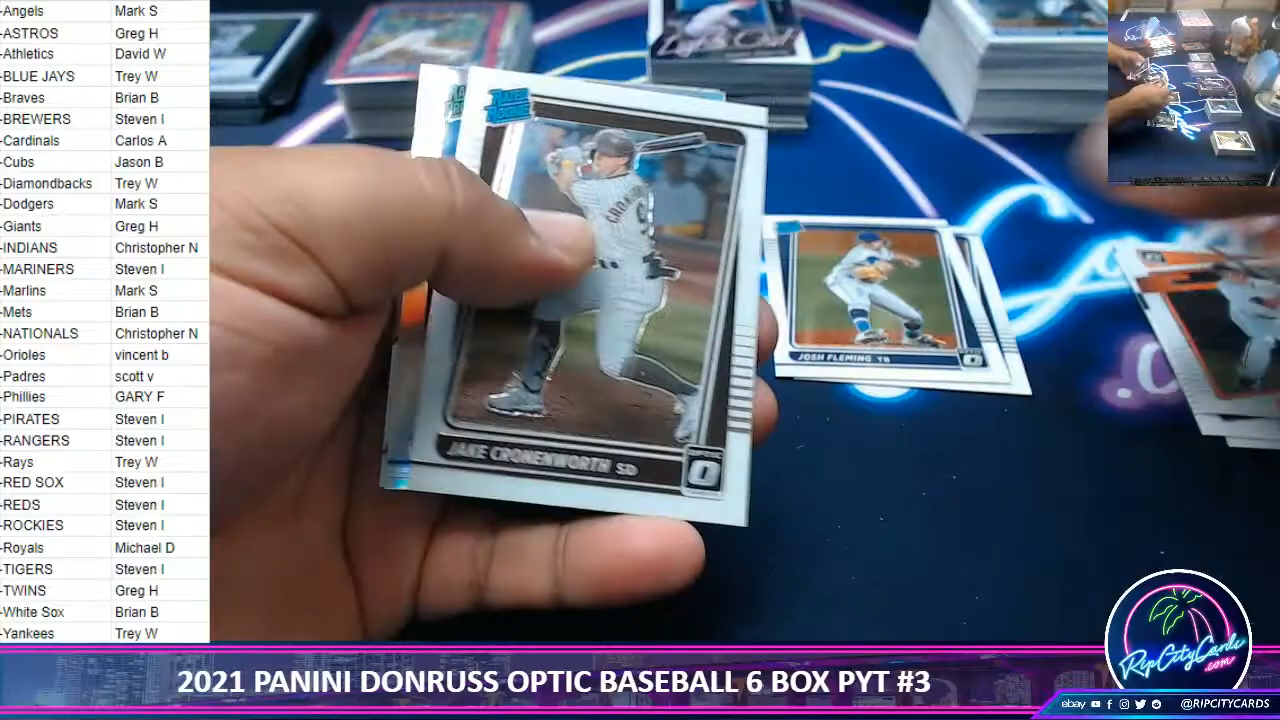 -Angels Mark S
-ASTROS Greg H
-Athletics David W
-BLUE JAYS Trey W
-Braves Brian B
-BREWERS Steven I
-Cardinals Carlos A
-Cubs Jason B
-Diamondbacks Trey W
-Dodgers Mark S
-Giants Greg H
-INDIANS Christopher N
-MARINERS Steven I
-Marlins Mark S
-Mets Brian B
-NATIONALS Christopher N
-Orioles vincent b
-Padres scott v
-Phillies GARY F
-PIRATES Steven I
-RANGERS Steven I
-Rays Trey W
-RED SOX Steven I
-REDS Steven I
-ROCKIES Steven I
-Royals Michael D
-TIGERS Steven I
-TWINS Greg H
-White Sox Brian B
-Yankees Trey W
RATED
ROOKIE
JAKE CRONENWORTH SD
OPTIC
JOSH FLEMING TB
OPTIC
.C
RipCityCards
.com
2021 PANINI DONRUSS OPTIC BASEBALL 6 BOX PYT #3
ebay @RIPCITYCARDS